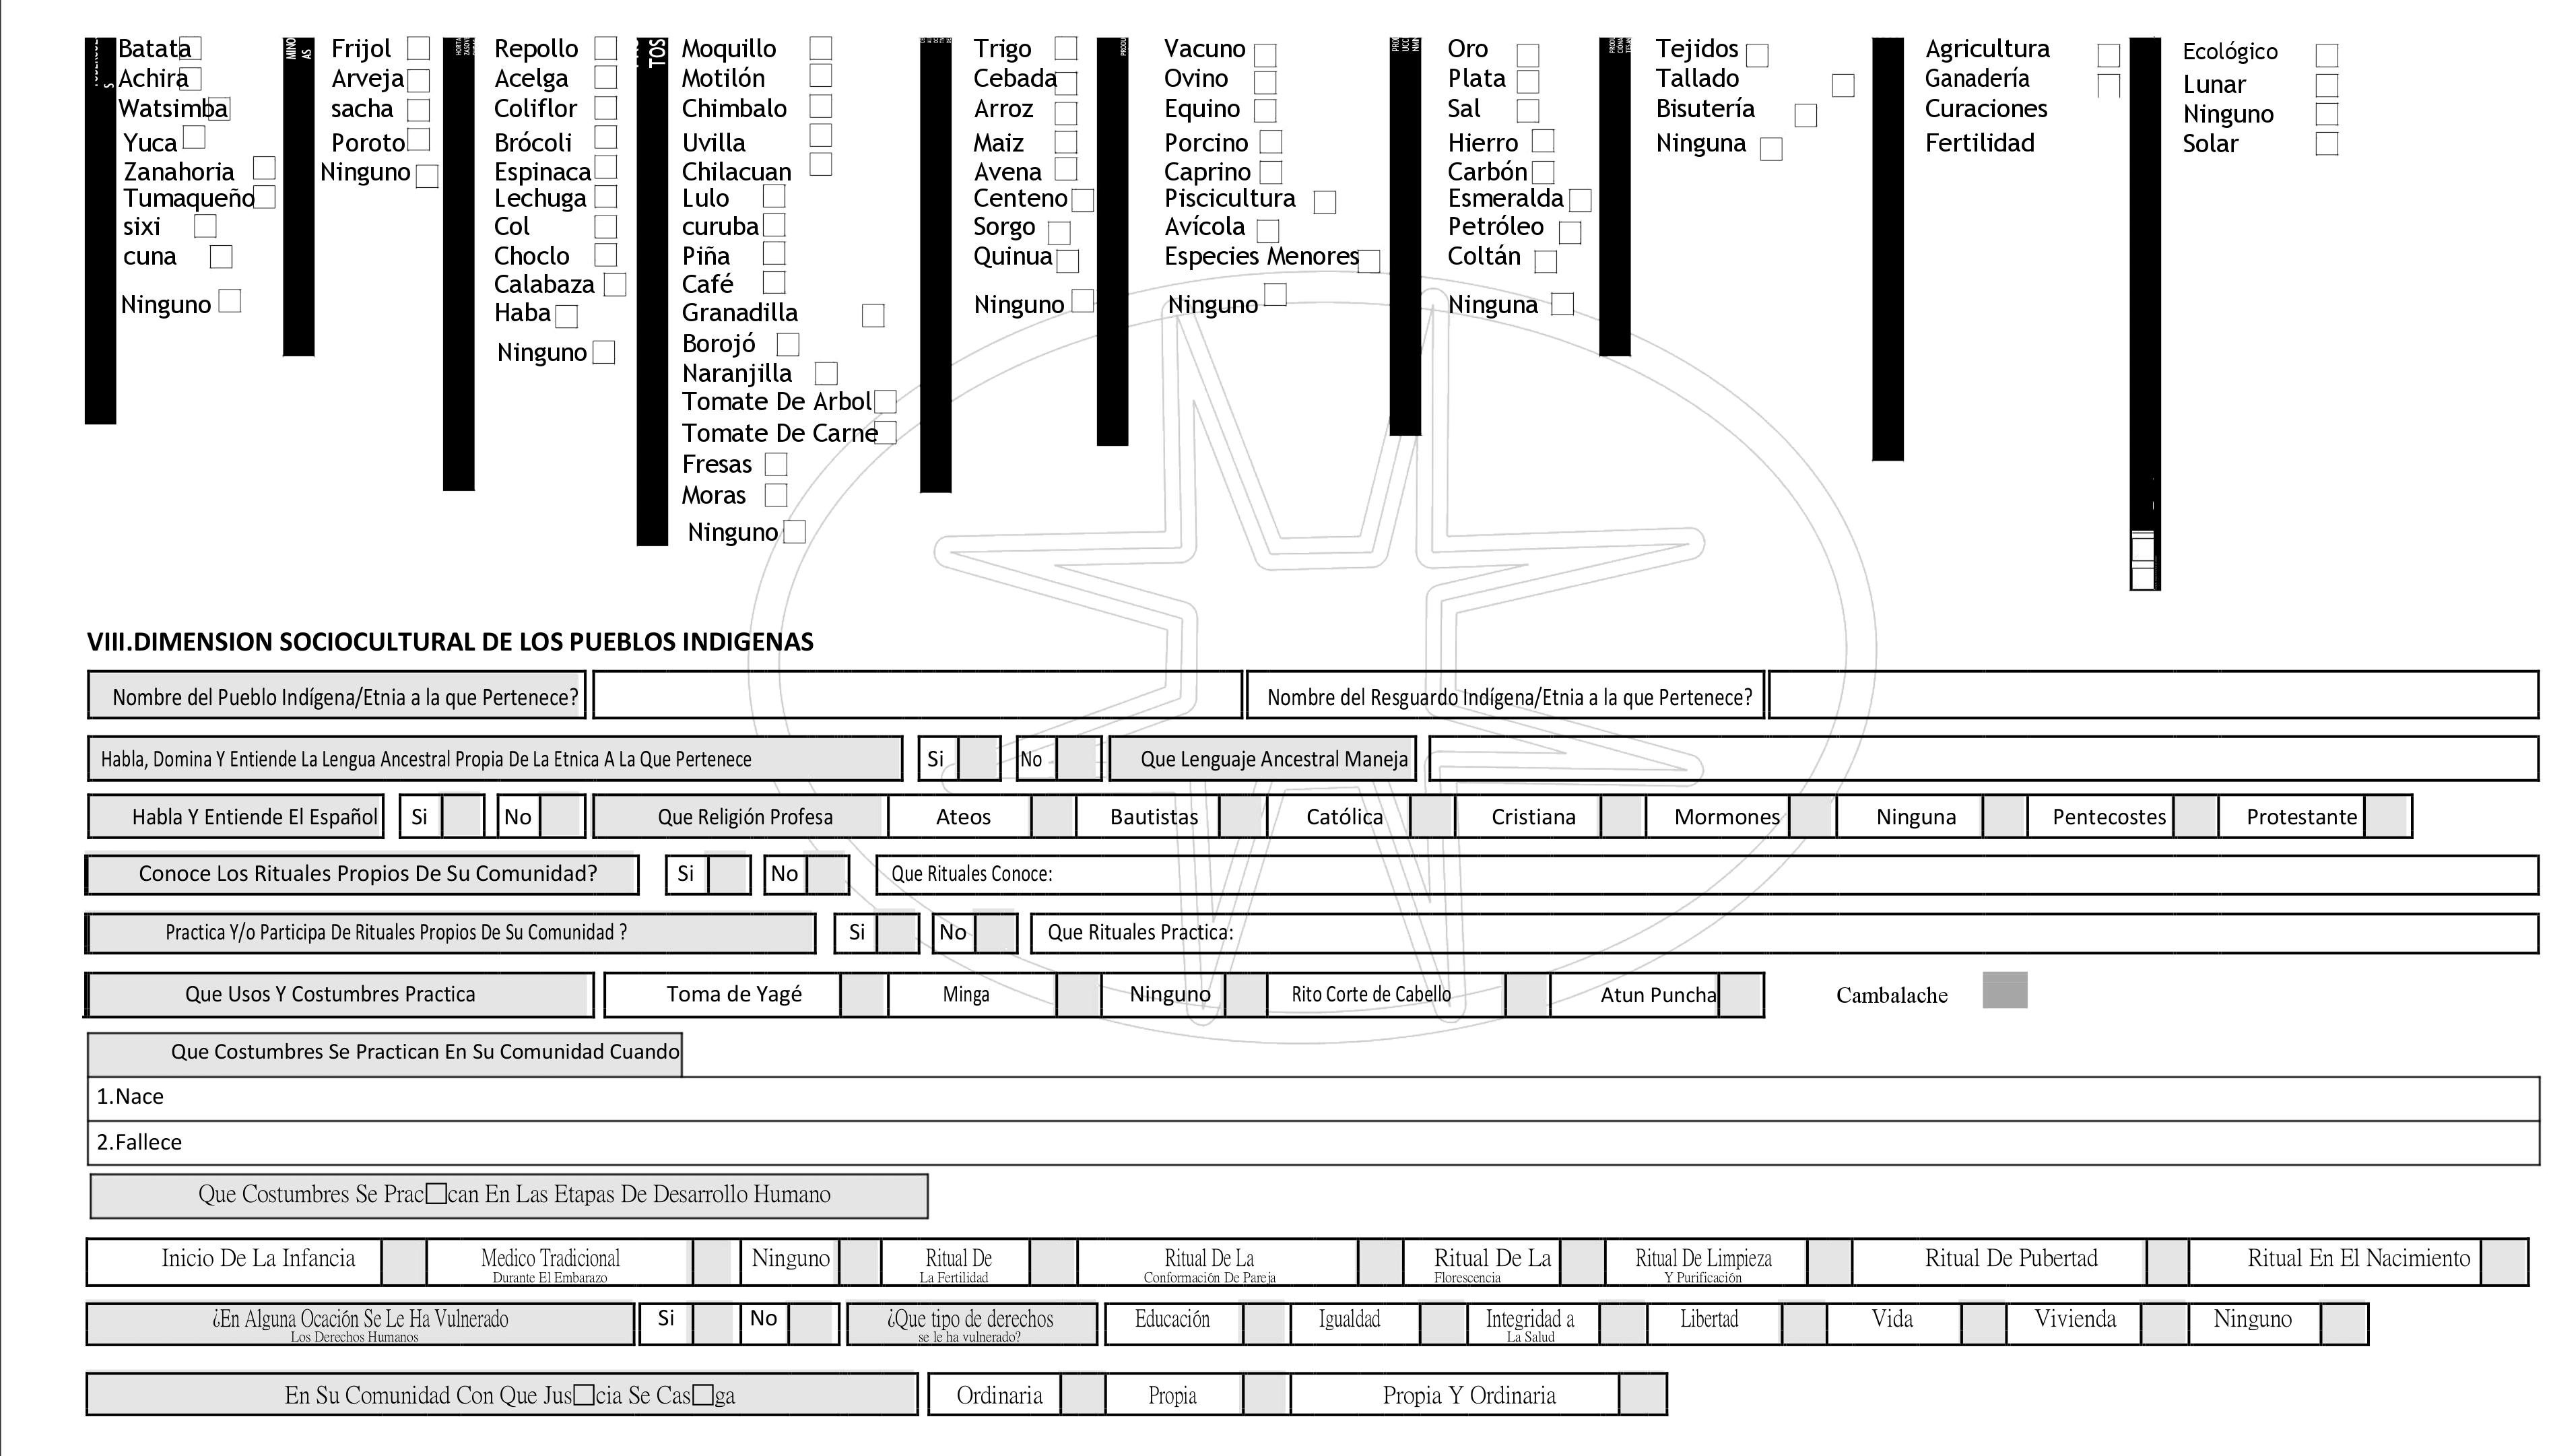 Batata
Achira
Watsimba
Yuca
Zanahoria
Tumaqueño
sixi
cuna
Ninguno
Frijol
Arveja
sacha
Poroto
Ninguno
Repollo
Acelga
Coliflor
Brócoli
Espinaca
Lechuga
Col
Choclo
Calabaza
Haba
Ninguno
TOS
Moquillo
Motilón
Chimbalo
Uvilla
Chilacuan
Lulo
curuba
Piña
Café
Granadilla
Borojó
Naranjilla
Tomate De Arbol
Tomate De Carne
Fresas
Moras
Ninguno
Trigo
Cebada
Arroz
Maiz
Avena
Centeno
Sorgo
Quinua
Ninguno
Vacuno
Ovino
Equino
Porcino
Caprino
Piscicultura
Avícola
Especies Menores
Ninguno
Oro
Plata
Sal
Hierro
Carbón
Esmeralda
Petróleo
Coltán
Ninguna
Tejidos
Tallado
Bisutería
Ninguna
Agricultura
Ganadería
Curaciones
Fertilidad
Ecológico
Lunar
Ninguno
Solar
VIII.DIMENSION SOCIOCULTURAL DE LOS PUEBLOS INDIGENAS
Nombre del Pueblo Indígena/Etnia a la que Pertenece? Nombre del Resguardo Indígena/Etnia a la que Pertenece?
Habla, Domina Y Entiende La Lengua Ancestral Propia De La Etnica A La Que Pertenece Si No Que Lenguaje Ancestral Maneja
Habla Y Entiende El Español Si No Que Religión Profesa Ateos Bautistas Católica Cristiana Mormones Ninguna Pentecostes Protestante
Conoce Los Rituales Propios De Su Comunidad? Si No Que Rituales Conoce:
Practica Y/o Participa De Rituales Propios De Su Comunidad ? Si No Que Rituales Practica:
Que Usos Y Costumbres Practica Toma de Yagé Minga Ninguno Rito Corte de Cabello Atun Puncha Cambalache
Que Costumbres Se Practican En Su Comunidad Cuando
1.Nace
2.Fallece
Que Costumbres Se Prac□can En Las Etapas De Desarrollo Humano
Inicio De La Infancia Medico Tradicional Ninguno Ritual De Ritual De La Ritual De La Ritual De Limpieza Ritual De Pubertad Ritual En El Nacimiento
Durante El Embarazo La Fertilidad Conformación De Pareja Florescencia Y Purificación
¿En Alguna Ocación Se Le Ha Vulnerado Si No ¿Que tipo de derechos Educación Igualdad Integridad a Libertad Vida Vivienda Ninguno
Los Derechos Humanos se le ha vulnerado? La Salud
En Su Comunidad Con Que Jus□cia Se Cas□ga Ordinaria Propia Propia Y Ordinaria